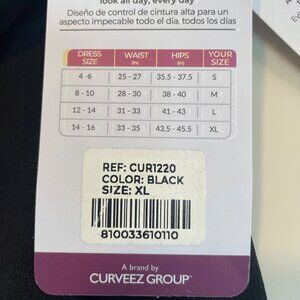 look all day, every day
Diseño de control de cintura alta para un
aspecto impecable todo el día, todos los días
DRESS SIZE WAIST (IN) HIPS (IN) YOUR SIZE
4 - 6 25 - 27 35.5 - 37.5 S
8 - 10 28 - 30 38 - 40 M
12 - 14 31 - 33 41 - 43 L
14 - 16 33 - 35 43.5 - 45.5 XL
REF: CUR1220
COLOR: BLACK
SIZE: XL
810033610110
A brand by
CURVEEZ GROUP®